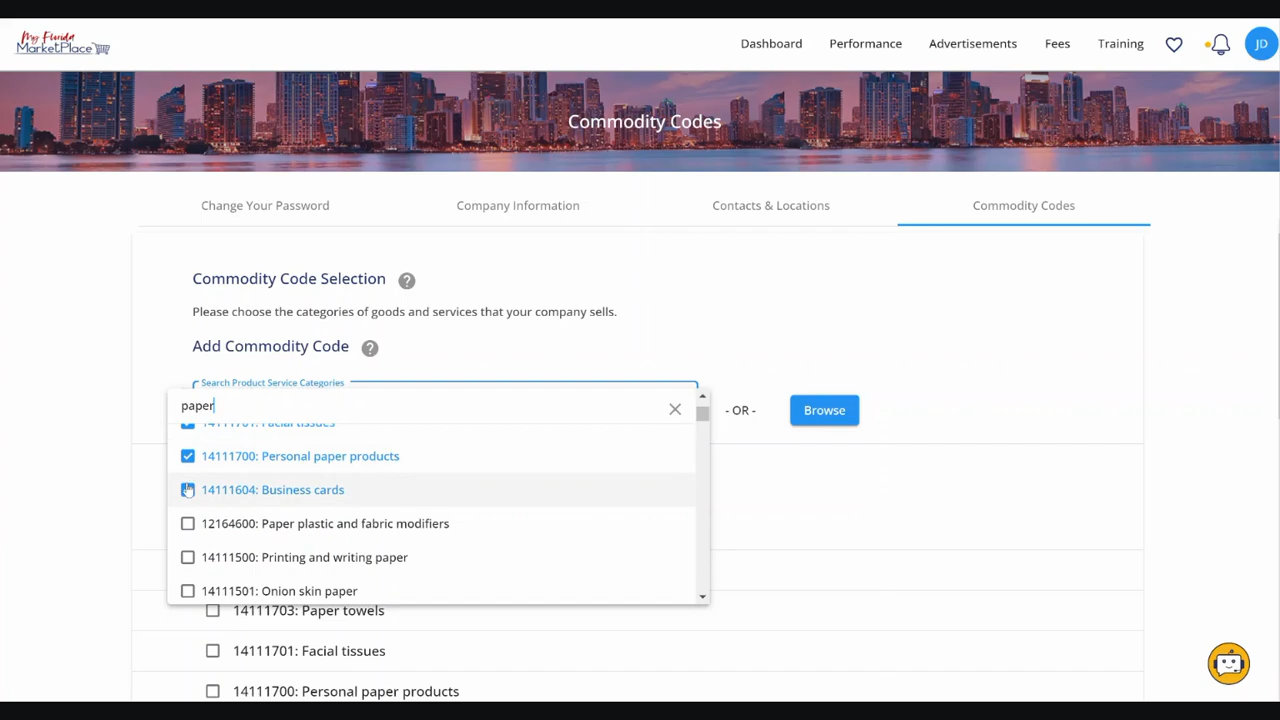 My Florida
MarketPlace
Dashboard Performance Advertisements Fees Training JD
Commodity Codes
Change Your Password Company Information Contacts & Locations Commodity Codes
Commodity Code Selection ?
Please choose the categories of goods and services that your company sells.
Add Commodity Code ?
Search Product Service Categories
paper
- OR - Browse
14111701: Facial tissues
14111700: Personal paper products
14111604: Business cards
12164600: Paper plastic and fabric modifiers
14111500: Printing and writing paper
14111501: Onion skin paper
14111703: Paper towels
14111701: Facial tissues
14111700: Personal paper products